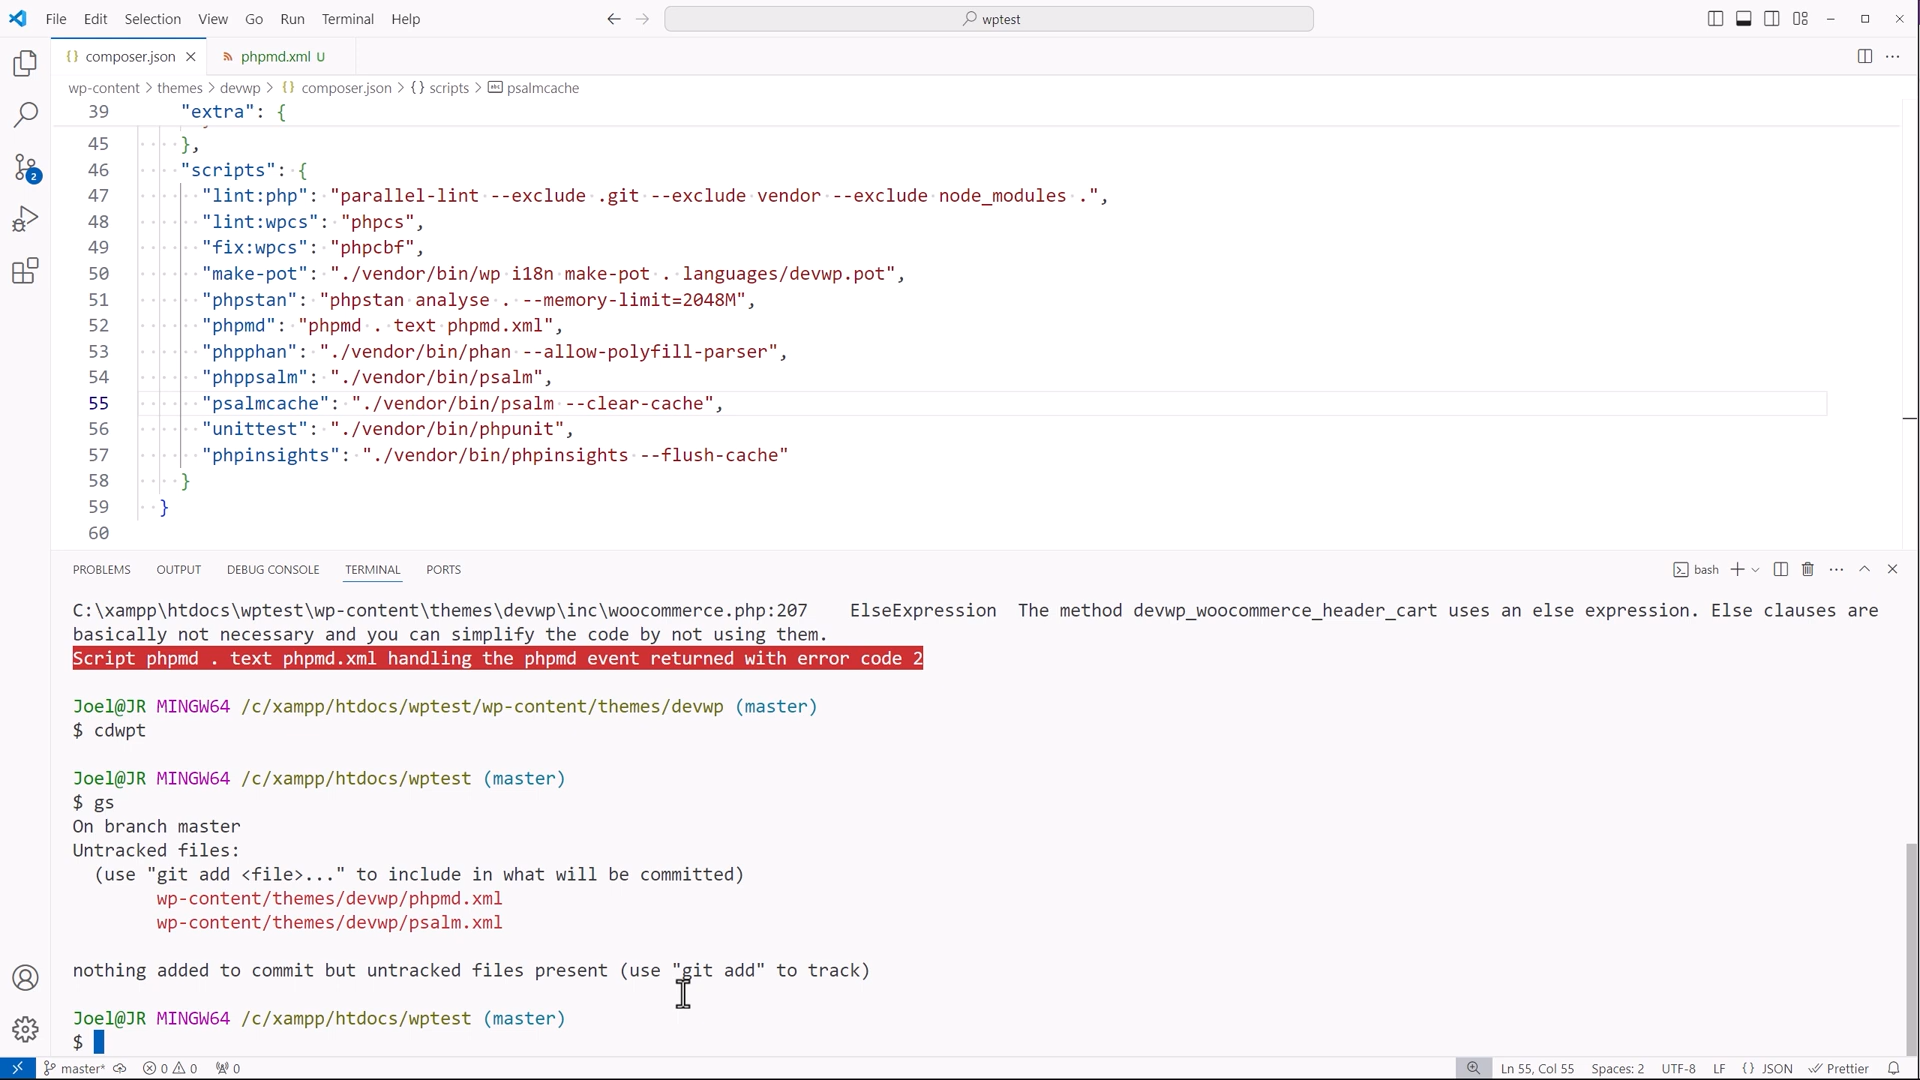 File Edit Selection View Go Run Terminal Help
wptest
composer.json
phpmd.xml U
wp-content > themes > devwp > {} composer.json > {} scripts > psalmcache
39 "extra": {
45 },
46 "scripts": {
47 "lint:php": "parallel-lint --exclude .git --exclude vendor --exclude node_modules .",
48 "lint:wpcs": "phpcs",
49 "fix:wpcs": "phpcbf",
50 "make-pot": "./vendor/bin/wp i18n make-pot . languages/devwp.pot",
51 "phpstan": "phpstan analyse . --memory-limit=2048M",
52 "phpmd": "phpmd . text phpmd.xml",
53 "phpphan": "./vendor/bin/phan --allow-polyfill-parser",
54 "phppsalm": "./vendor/bin/psalm",
55 "psalmcache": "./vendor/bin/psalm --clear-cache",
56 "unittest": "./vendor/bin/phpunit",
57 "phpinsights": "./vendor/bin/phpinsights --flush-cache"
58 }
59 }
60
2
PROBLEMS OUTPUT DEBUG CONSOLE TERMINAL PORTS
bash
C:\xampp\htdocs\wptest\wp-content\themes\devwp\inc\woocommerce.php:207 ElseExpression The method devwp_woocommerce_header_cart uses an else expression. Else clauses are
basically not necessary and you can simplify the code by not using them.
Script phpmd . text phpmd.xml handling the phpmd event returned with error code 2
Joel@JR MINGW64 /c/xampp/htdocs/wptest/wp-content/themes/devwp (master)
$ cdwpt
Joel@JR MINGW64 /c/xampp/htdocs/wptest (master)
$ gs
On branch master
Untracked files:
(use "git add <file>..." to include in what will be committed)
wp-content/themes/devwp/phpmd.xml
wp-content/themes/devwp/psalm.xml
nothing added to commit but untracked files present (use "git add" to track)
Joel@JR MINGW64 /c/xampp/htdocs/wptest (master)
$
master* 0 0 0 Ln 55, Col 55 Spaces: 2 UTF-8 LF {} JSON Prettier